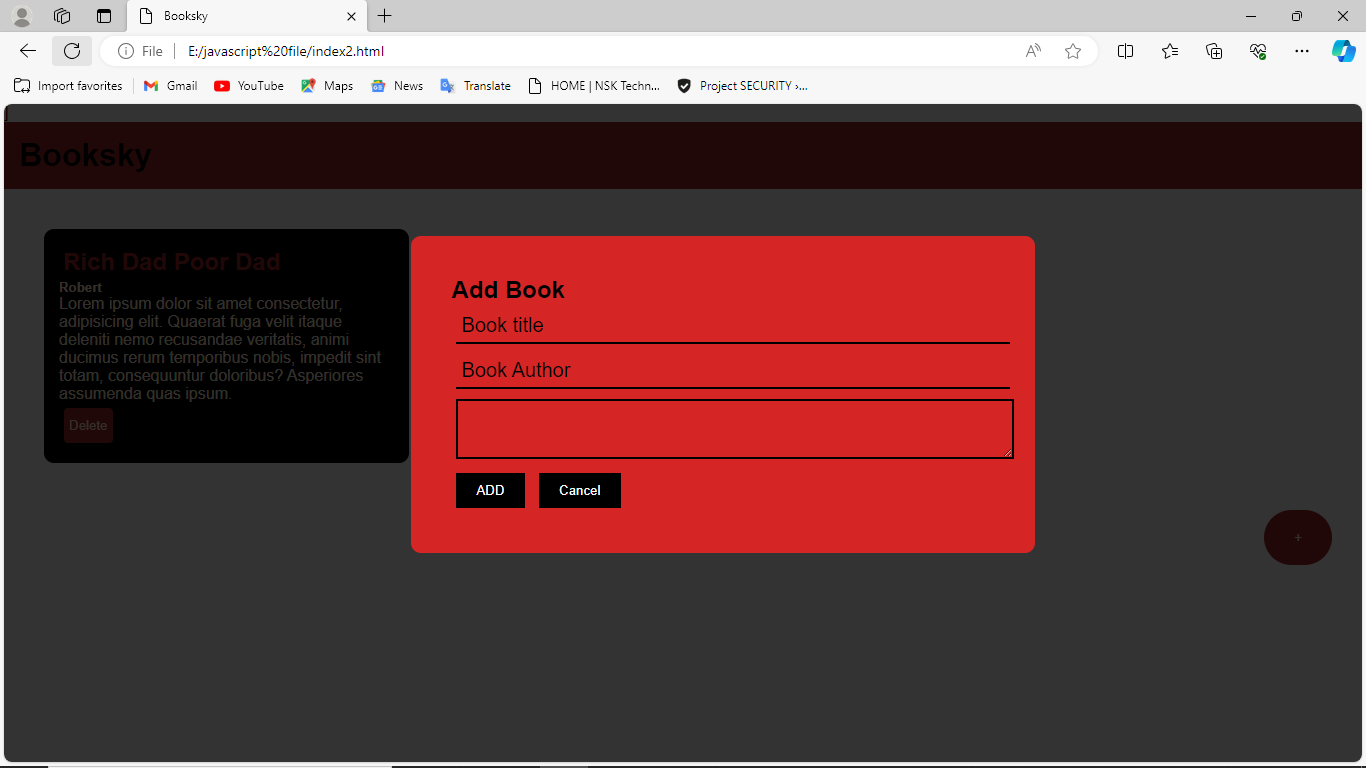 Booksky
File
E:/javascript%20file/index2.html
Import favorites
Gmail
YouTube
Maps
News
Translate
HOME | NSK Techn...
Project SECURITY ›...
Booksky
Rich Dad Poor Dad
Robert
Lorem ipsum dolor sit amet consectetur,
adipisicing elit. Quaerat fuga velit itaque
deleniti nemo recusandae veritatis, animi
ducimus rerum temporibus nobis, impedit sint
totam, consequuntur doloribus? Asperiores
assumenda quas ipsum.
Delete
Add Book
Book title
Book Author
ADD
Cancel
+